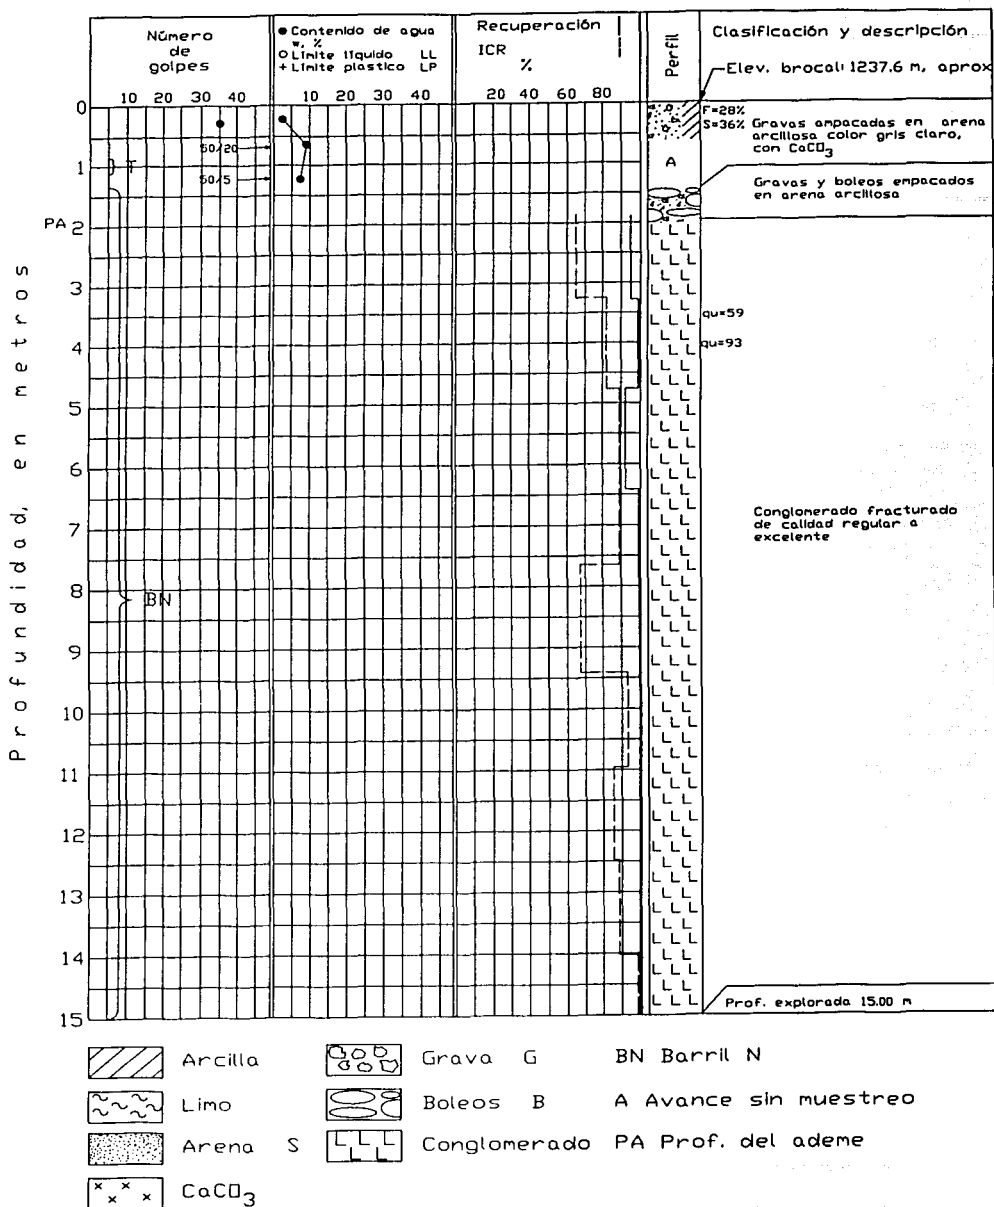 Número
de
golpes
Contenido de agua
w, %
Límite líquido LL
+ Límite plastico LP
Recuperación
ICR
%
Perfil
Clasificación y descripción
Elev. brocal: 1237.6 m, aprox
10 20 40
10 20 30 40
20 40 60 80
Profundidad, en metros
0
1
PA 2
3
4
5
6
7
8
9
10
11
12
13
14
15
50/20
50/5
T
BN
F=28%
S=36%
Gravas ampacadas en arena
arcillosa color gris claro,
con CaCO3
A
Gravas y boleos empacados
en arena arcillosa
qu=59
qu=93
Conglomerado fracturado
de calidad regular a
excelente
Prof. explorada 15.00 m
Arcilla
Grava G
BN Barril N
Limo
Boleos B
A Avance sin muestreo
Arena S
Conglomerado
PA Prof. del ademe
CaCO3